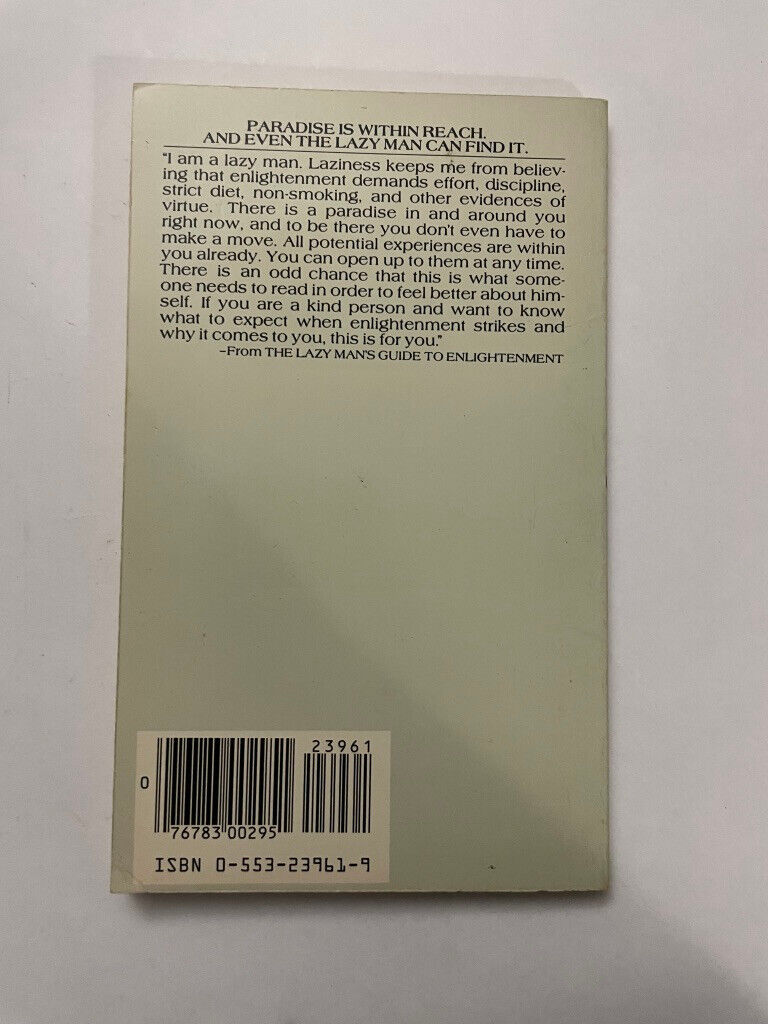 PARADISE IS WITHIN REACH.
AND EVEN THE LAZY MAN CAN FIND IT.
"I am a lazy man. Laziness keeps me from believ-
ing that enlightenment demands effort, discipline,
strict diet, non-smoking, and other evidences of
virtue. There is a paradise in and around you
right now, and to be there you don't even have to
make a move. All potential experiences are within
you already. You can open up to them at any time.
There is an odd chance that this is what some-
one needs to read in order to feel better about him-
self. If you are a kind person and want to know
what to expect when enlightenment strikes and
why it comes to you, this is for you."
–From THE LAZY MAN'S GUIDE TO ENLIGHTENMENT
23961
0
76783 00295
ISBN 0-553-23961-9